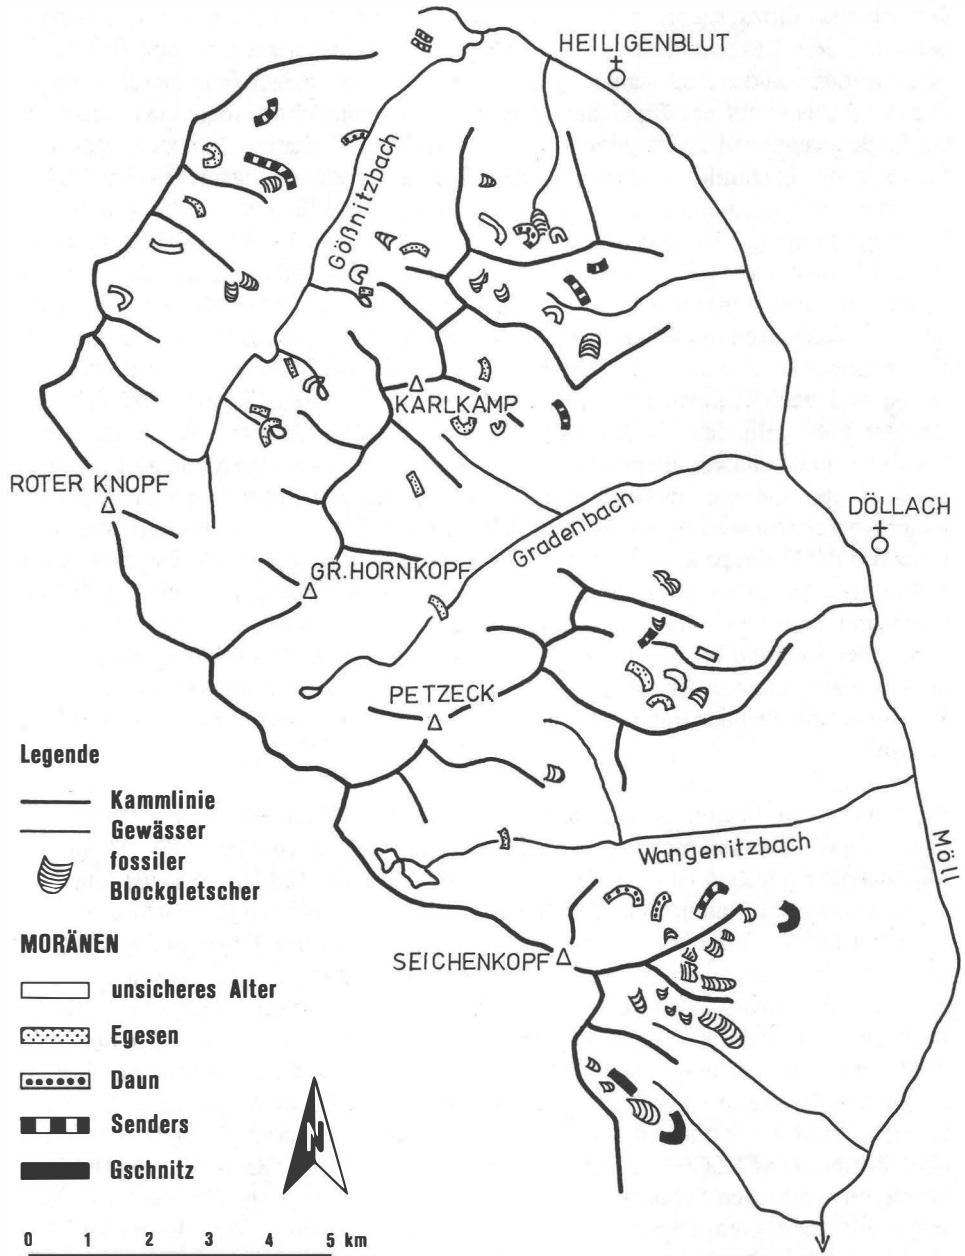 HEILIGENBLUT
Gößnitzbach
KARLKAMP
ROTER KNOPF
DÖLLACH
Gradenbach
GR.HORNKOPF
PETZECK
Legende
Kammlinie
Gewässer
fossiler
Blockgletscher
Wangenitzbach
Möll
MORÄNEN
SEICHENKOPF
unsicheres Alter
Egesen
Daun
Senders
N
Gschnitz
0 1 2 3 4 5 km